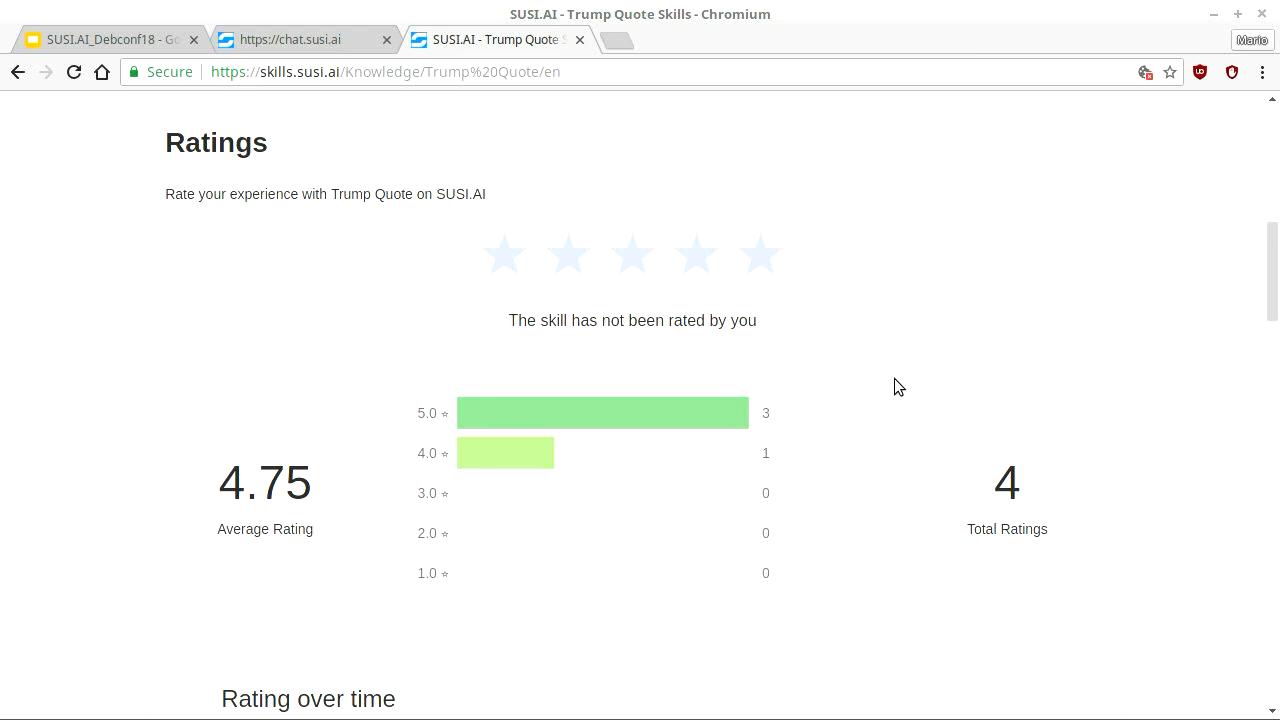 SUSI.AI - Trump Quote Skills - Chromium
SUSI.AI_Debconf18 - Go
https://chat.susi.ai
SUSI.AI - Trump Quote S
Mario
Secure
https://skills.susi.ai/Knowledge/Trump%20Quote/en
Ratings
Rate your experience with Trump Quote on SUSI.AI
The skill has not been rated by you
5.0 ☆ 3
4.0 ☆ 1
3.0 ☆ 0
2.0 ☆ 0
1.0 ☆ 0
4.75
Average Rating
4
Total Ratings
Rating over time